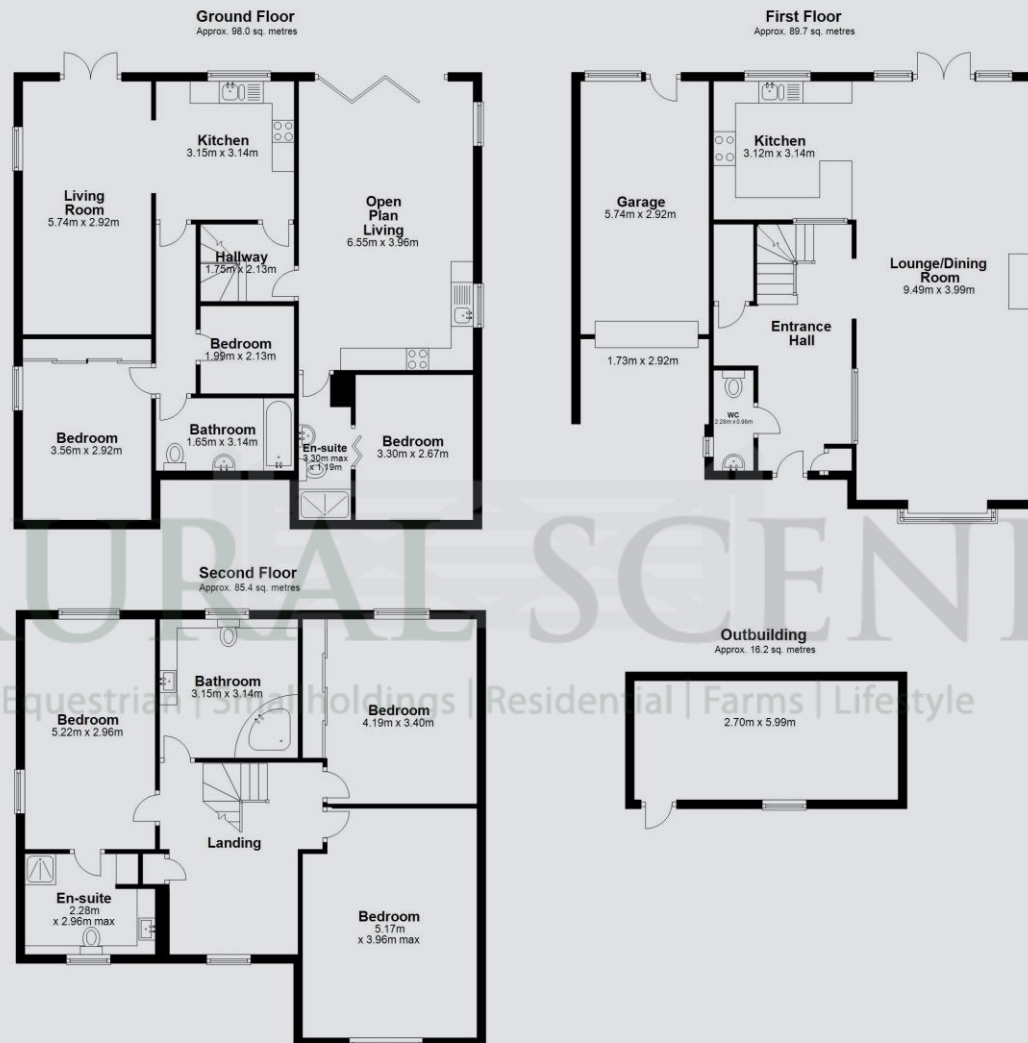 Ground Floor
Approx. 98.0 sq. metres
Living
Room
5.74m x 2.92m
Kitchen
3.15m x 3.14m
Open
Plan
Living
6.55m x 3.96m
Hallway
1.75m x 2.13m
Bedroom
1.99m x 2.13m
Bedroom
3.56m x 2.92m
Bathroom
1.65m x 3.14m
En-suite
3.30m max
x 1.19m
Bedroom
3.30m x 2.67m
First Floor
Approx. 89.7 sq. metres
Garage
5.74m x 2.92m
Kitchen
3.12m x 3.14m
Lounge/Dining
Room
9.49m x 3.99m
Entrance
Hall
1.73m x 2.92m
WC
2.28m x 0.96m
RURAL SCENE
Equestrian | Smallholdings | Residential | Farms | Lifestyle
Second Floor
Approx. 85.4 sq. metres
Bedroom
5.22m x 2.96m
Bathroom
3.15m x 3.14m
Bedroom
4.19m x 3.40m
Landing
En-suite
2.28m
x 2.96m max
Bedroom
5.17m
x 3.96m max
Outbuilding
Approx. 16.2 sq. metres
2.70m x 5.99m